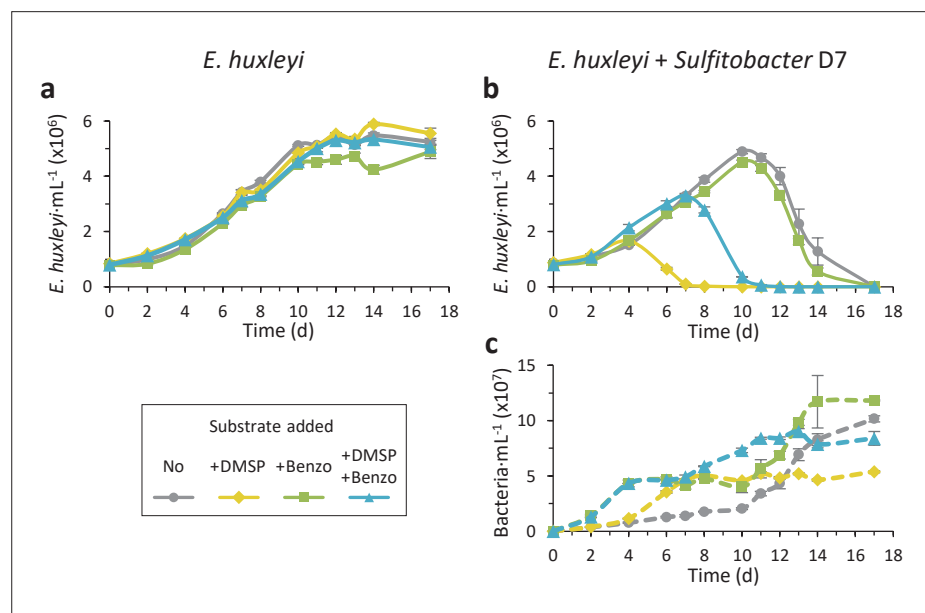 E. huxleyi
E. huxleyi + Sulfitobacter D7
a
b
E. huxleyi·mL⁻¹ (x10⁶)
6
4
2
0
0 2 4 6 8 10 12 14 16 18
Time (d)
E. huxleyi·mL⁻¹ (x10⁶)
6
4
2
0
0 2 4 6 8 10 12 14 16 18
Time (d)
c
Bacteria·mL⁻¹ (x10⁷)
15
10
5
0
0 2 4 6 8 10 12 14 16 18
Time (d)
Substrate added
No +DMSP +Benzo +DMSP
+Benzo